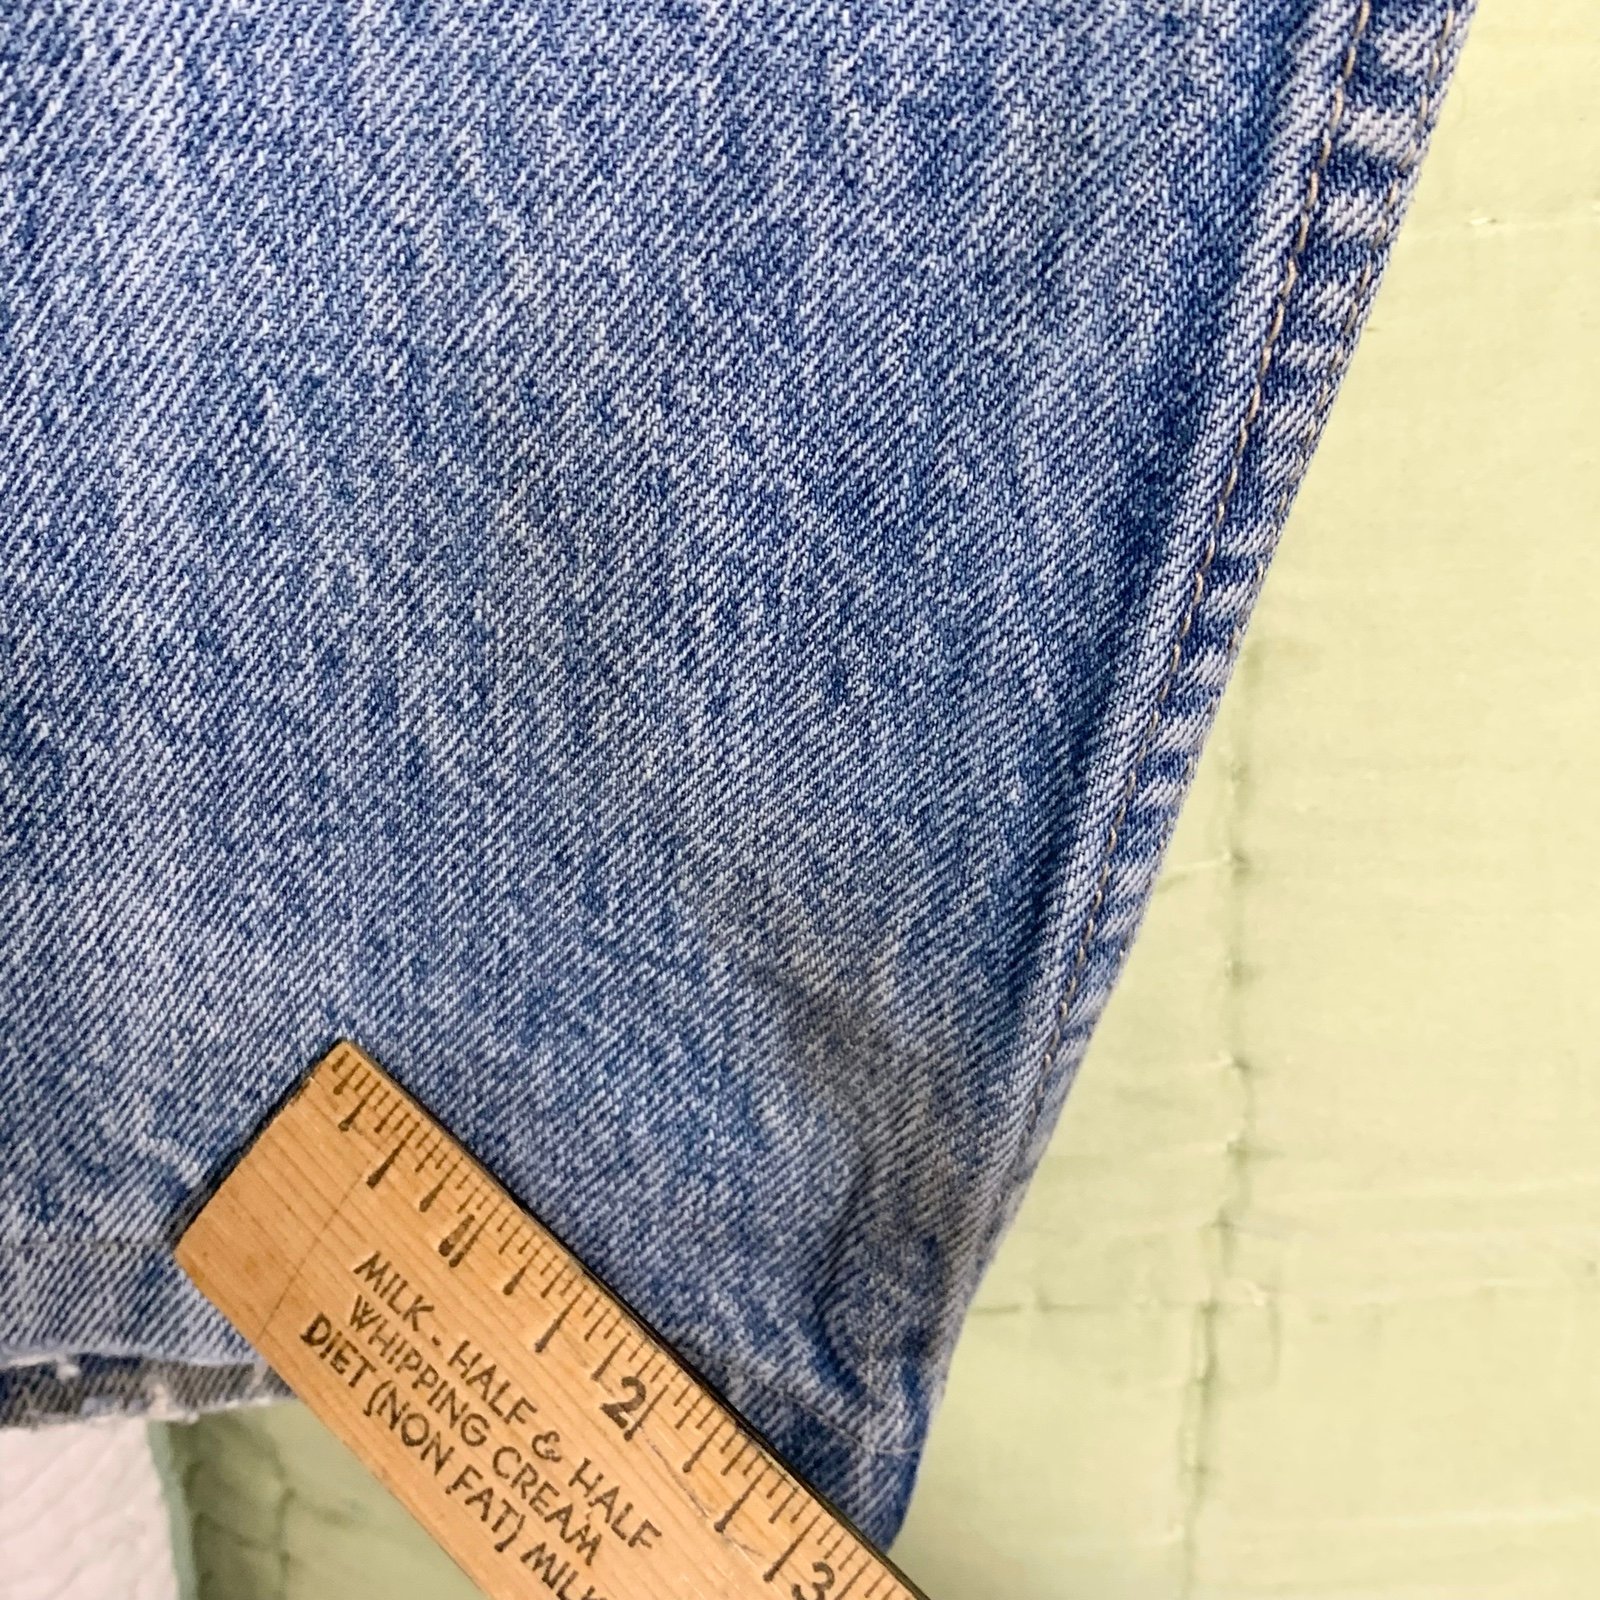 1
2
3
MILK - HALF & HALF
WHIPPING CREAM
DIET (NON FAT) MILK